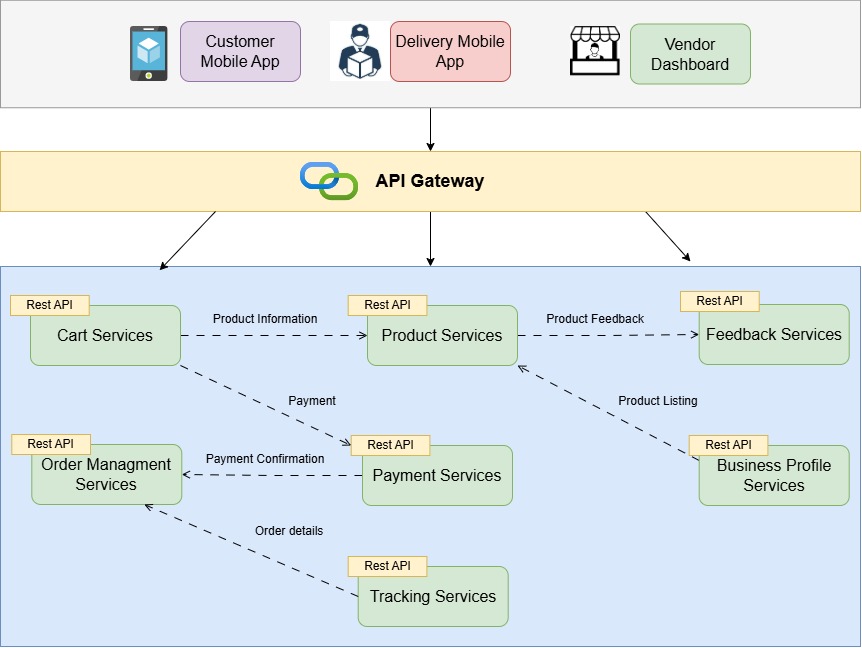 Customer
Mobile App
Delivery Mobile
App
Vendor
Dashboard
API Gateway
Rest API
Cart Services
Product Information
Rest API
Product Services
Product Feedback
Rest API
Feedback Services
Payment
Product Listing
Rest API
Order Managment
Services
Payment Confirmation
Rest API
Payment Services
Rest API
Business Profile
Services
Order details
Rest API
Tracking Services